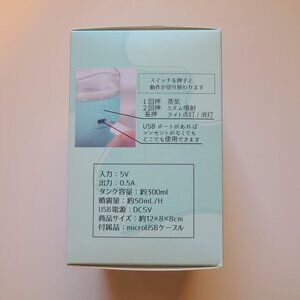 スイッチを押すと
動作が切り替わります
1回押 蒸気
2回押 リズム噴射
長押 ライト点灯/消灯
USBポートがあれば
コンセントがなくても
どこでも使用できます
入力:5V
出力:0.5A
タンク容量:約300ml
噴霧量:約50mL/H
USB電源:DC5V
商品サイズ:約12×8×8cm
付属品:microUSBケーブル